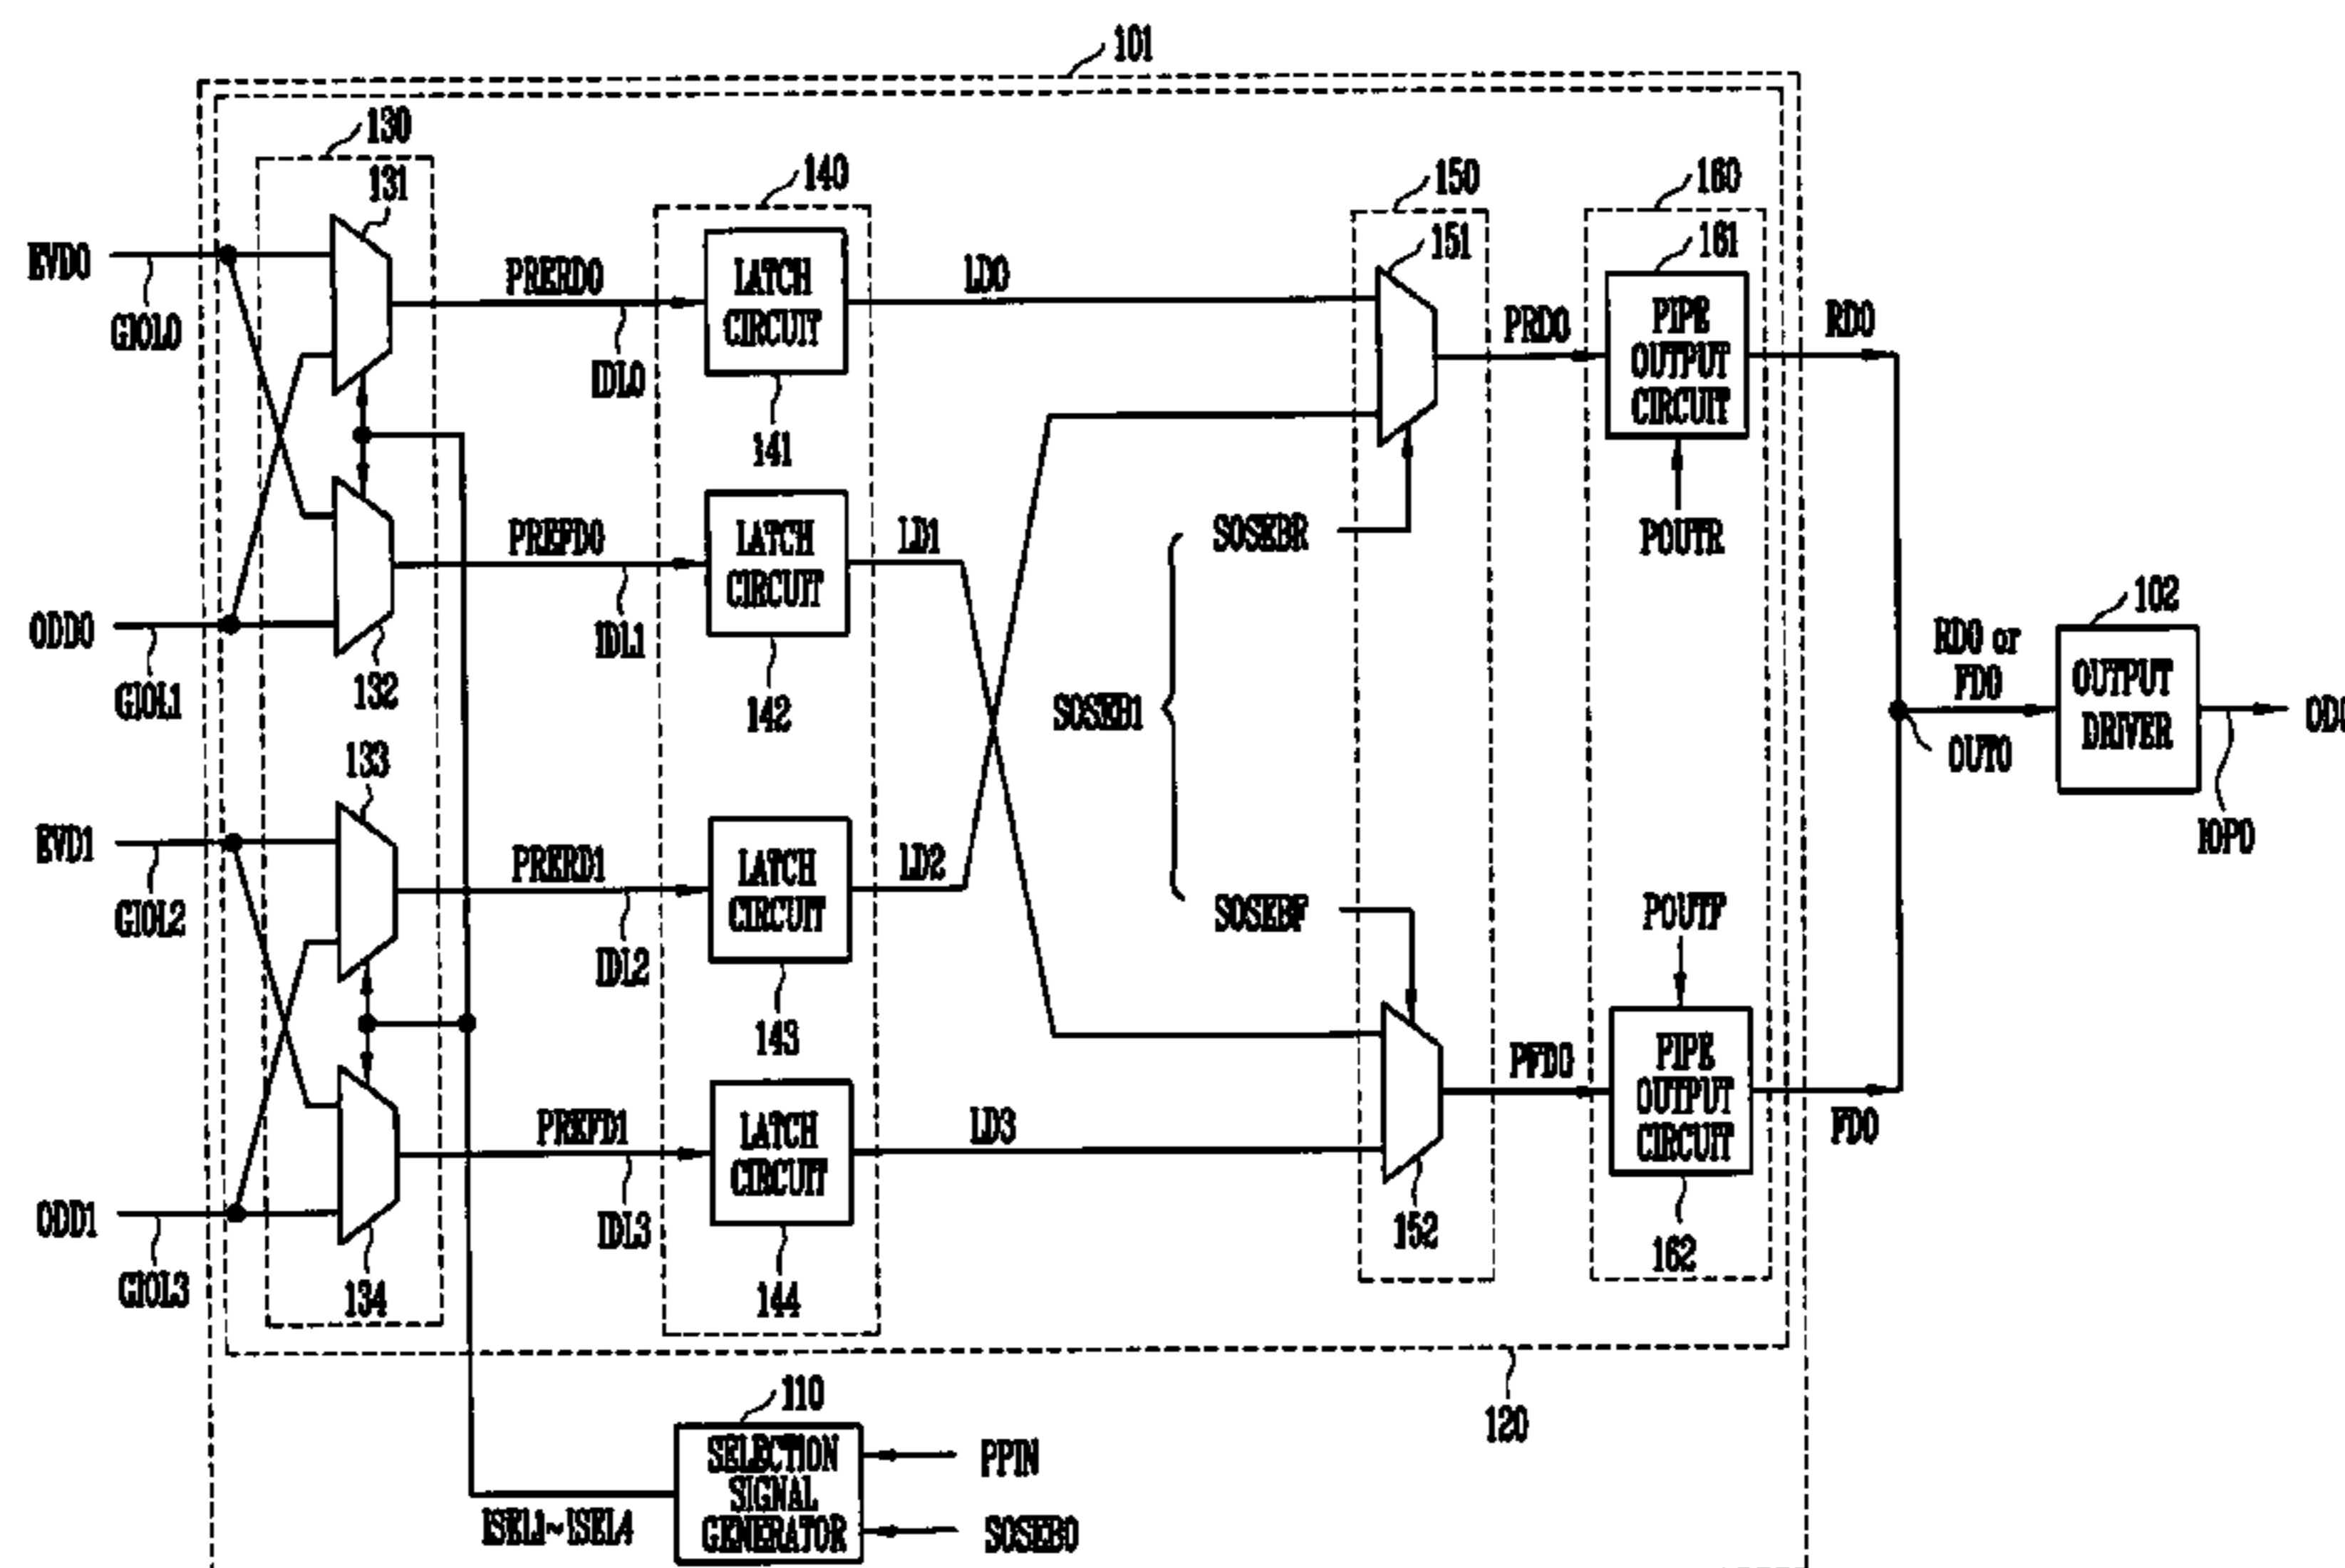 101
130
131
140
150
160
151
161
EVD0
GIOL0
PRERD0
IDL0
LATCH
CIRCUIT
141
LD0
PRD0
PIPE
OUTPUT
CIRCUIT
RD0
POUTR
ODD0
GIOL1
132
PREFD0
IDL1
LATCH
CIRCUIT
142
LD1
SOSEBR
SOSEB1
SOSEBF
RD0 or
FD0
OUT0
102
OUTPUT
DRIVER
IOP0
EVD1
GIOL2
133
PRERD1
IDL2
LATCH
CIRCUIT
143
LD2
POUTF
ODD1
GIOL3
134
PREFD1
IDL3
LATCH
CIRCUIT
144
LD3
152
PFD0
PIPE
OUTPUT
CIRCUIT
162
FD0
120
110
SELECTION
SIGNAL
GENERATOR
PPIN
SOSEB0
ISEL1~ISEL4